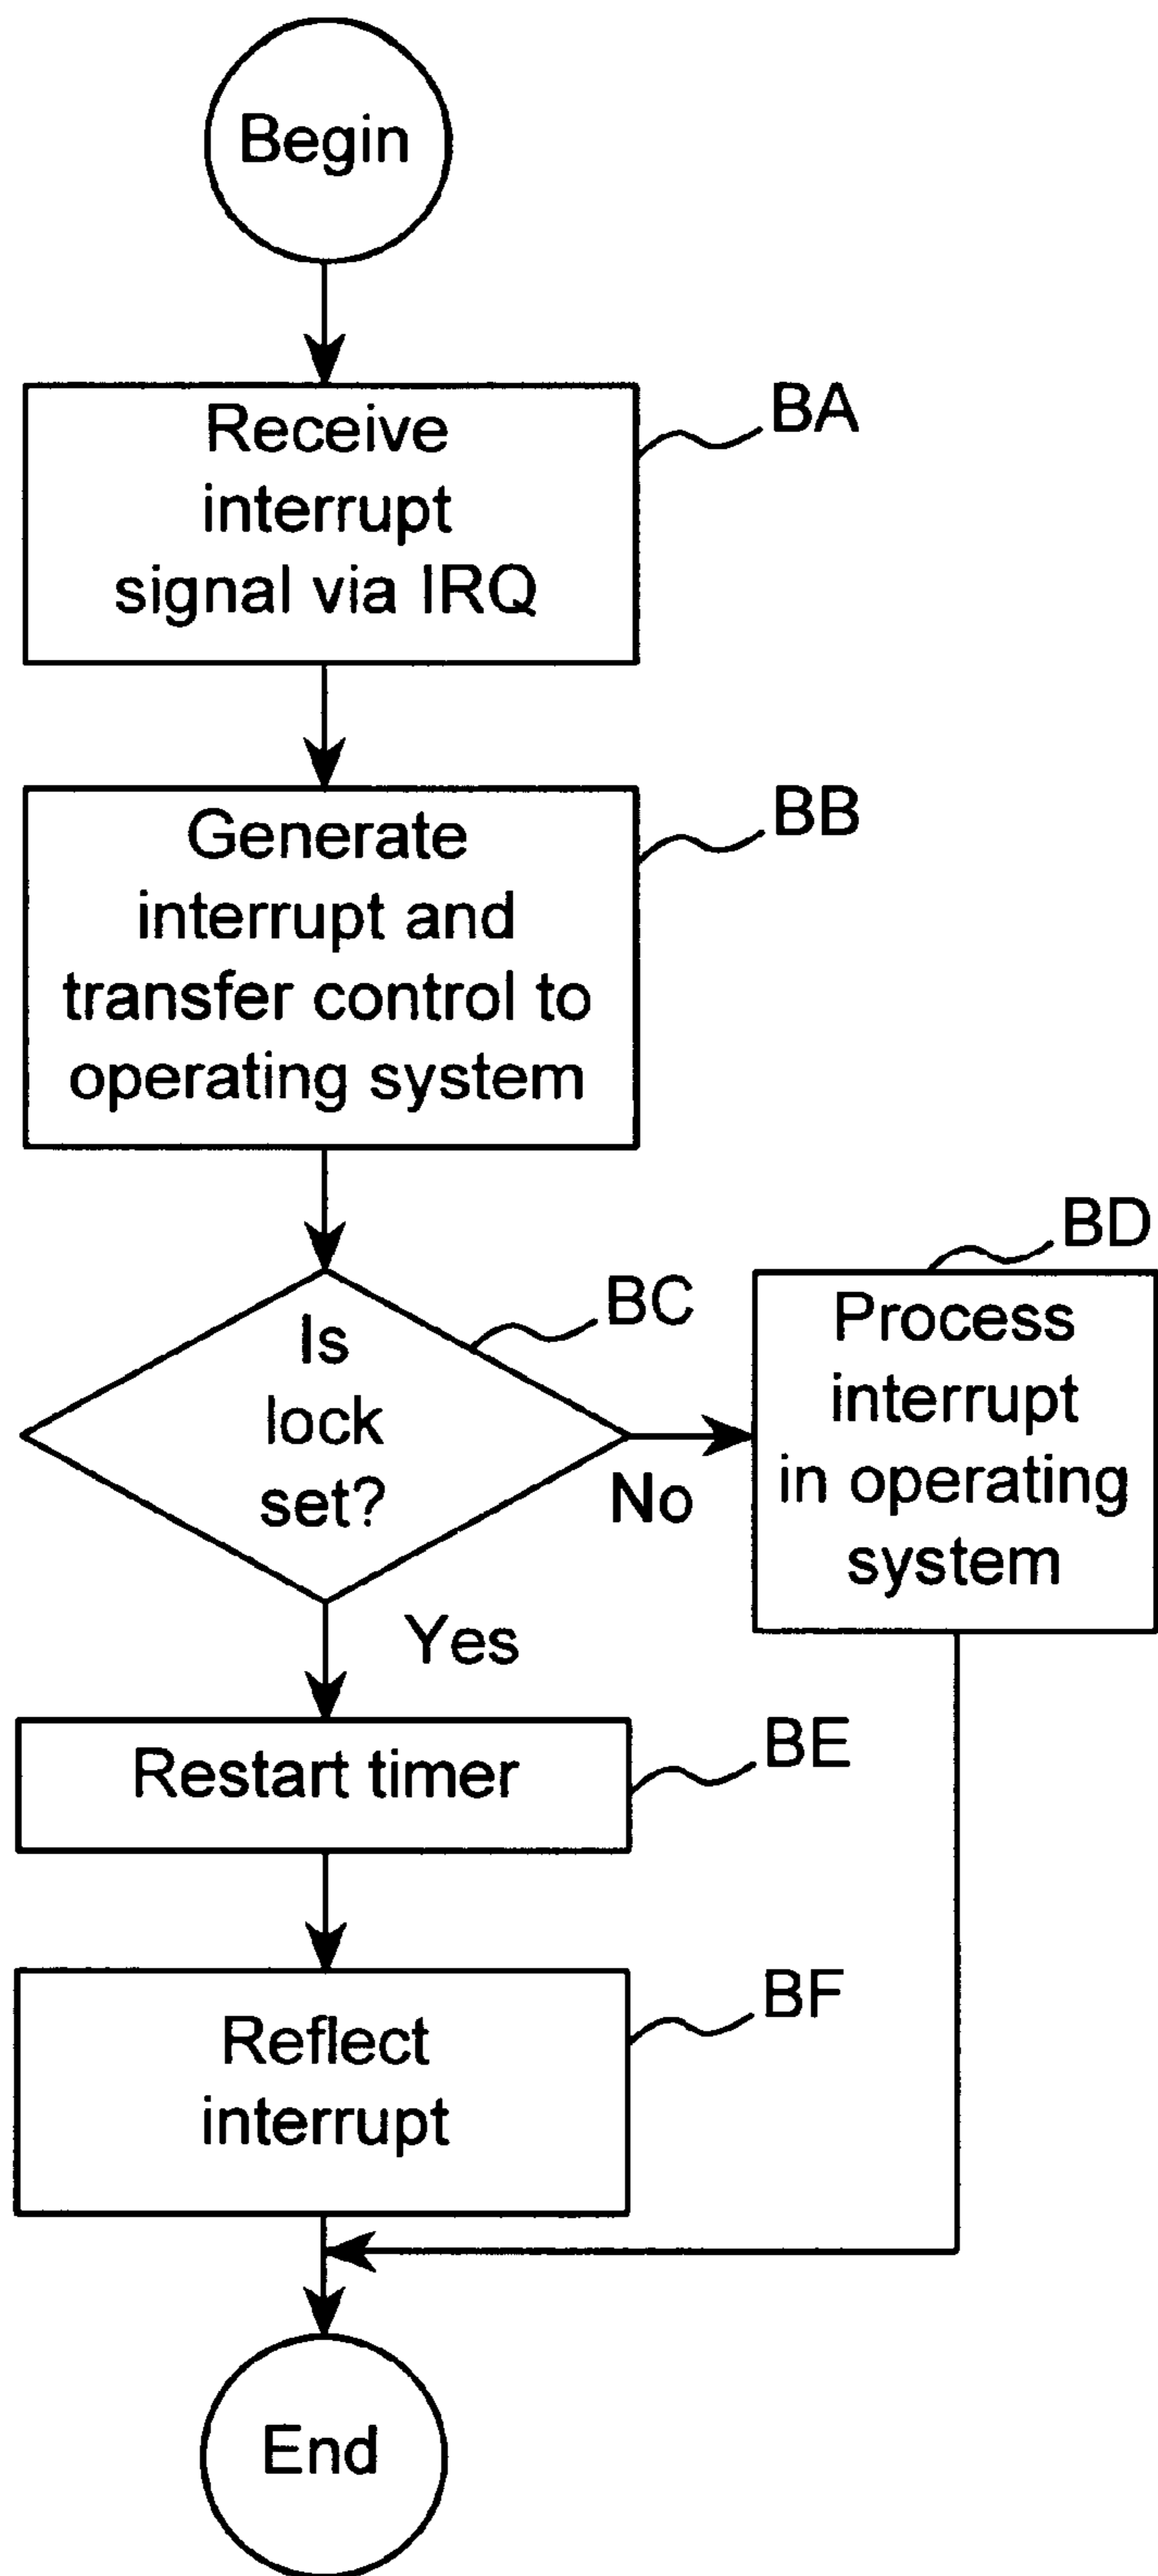 Begin
Receive
interrupt
signal via IRQ
BA
Generate
interrupt and
transfer control to
operating system
BB
Is
lock
set?
BC
No
Process
interrupt
in operating
system
BD
Yes
Restart timer
BE
Reflect
interrupt
BF
End